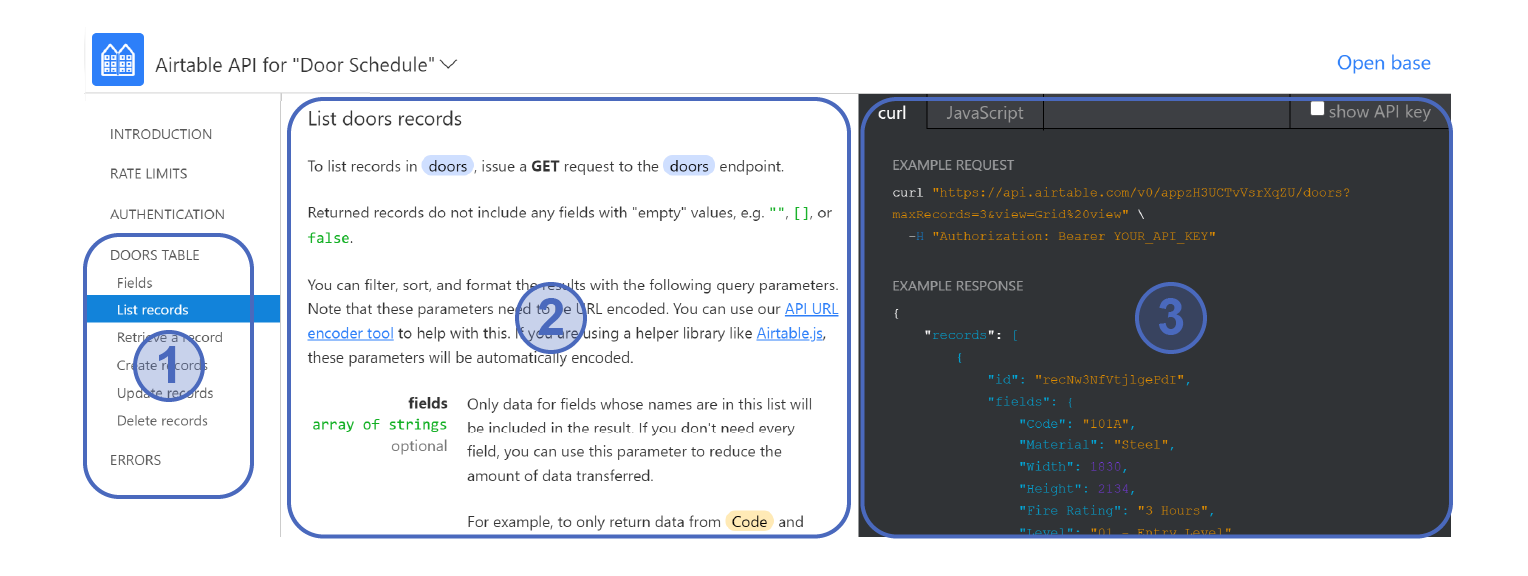 Airtable API for "Door Schedule"
Open base
INTRODUCTION
RATE LIMITS
AUTHENTICATION
DOORS TABLE
Fields
List records
Retrieve a record
Create records
Update records
Delete records
ERRORS
1
List doors records
To list records in doors , issue a GET request to the doors endpoint.
Returned records do not include any fields with "empty" values, e.g. "", [], or
false.
You can filter, sort, and format the results with the following query parameters.
Note that these parameters need to be URL encoded. You can use our API URL
encoder tool to help with this. If you are using a helper library like Airtable.js,
these parameters will be automatically encoded.
2
fields
array of strings
optional
Only data for fields whose names are in this list will
be included in the result. If you don't need every
field, you can use this parameter to reduce the
amount of data transferred.
For example, to only return data from Code and
curl
JavaScript
show API key
EXAMPLE REQUEST
curl "https://api.airtable.com/v0/appzH3UCTvVsrXqZU/doors?
maxRecords=3&view=Grid%20view" \
-H "Authorization: Bearer YOUR_API_KEY"
EXAMPLE RESPONSE
{
"records": [
{
"id": "recNw3NfVtjlgePdI",
"fields": {
"Code": "101A",
"Material": "Steel",
"Width": 1830,
"Height": 2134,
"Fire Rating": "3 Hours",
"Level": "01 - Entry Level"
3